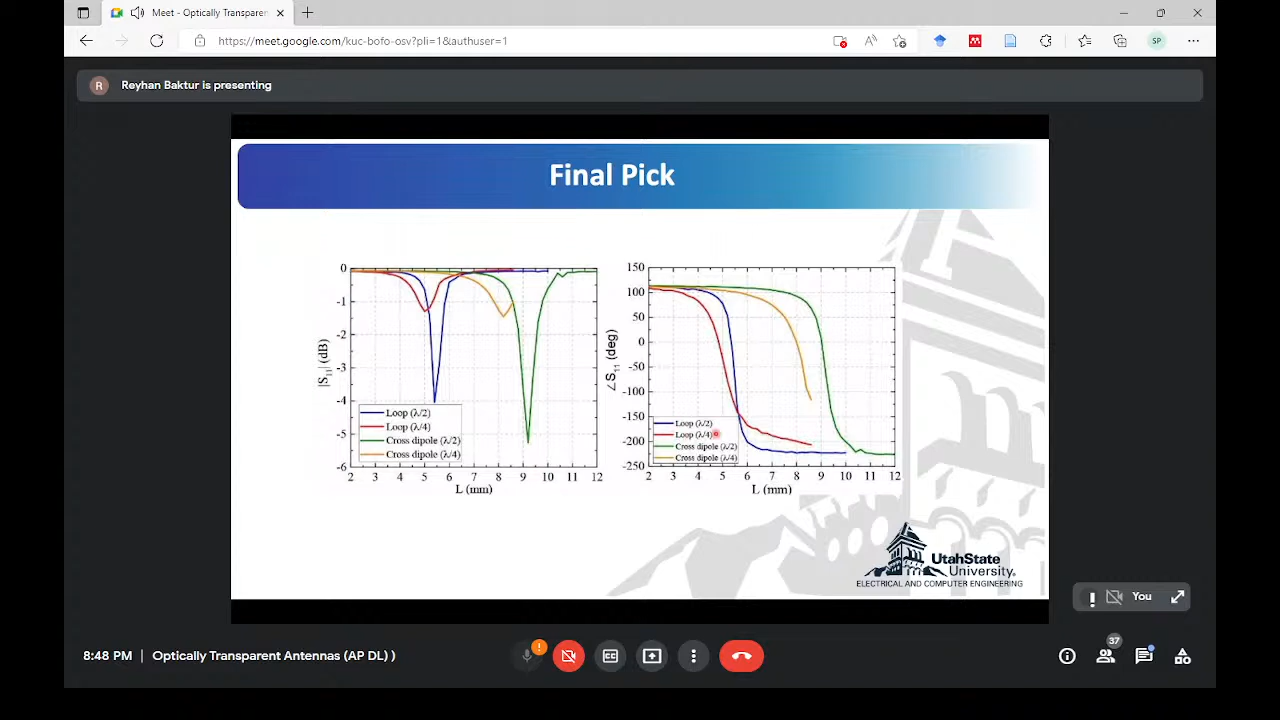 Meet - Optically Transparen
https://meet.google.com/kuc-bofo-osv?pli=1&authuser=1
SP
R
Reyhan Baktur is presenting
Final Pick
0
-1
-2
-3
-4
-5
-6
|S11| (dB)
Loop (λ/2)
Loop (λ/4)
Cross dipole (λ/2)
Cross dipole (λ/4)
2 3 4 5 6 7 8 9 10 11 12
L (mm)
150
100
50
0
-50
-100
-150
-200
-250
∠S11 (deg)
Loop (λ/2)
Loop (λ/4)
Cross dipole (λ/2)
Cross dipole (λ/4)
2 3 4 5 6 7 8 9 10 11 12
L (mm)
UtahState
University
ELECTRICAL AND COMPUTER ENGINEERING
You
8:48 PM | Optically Transparent Antennas (AP DL) )
37